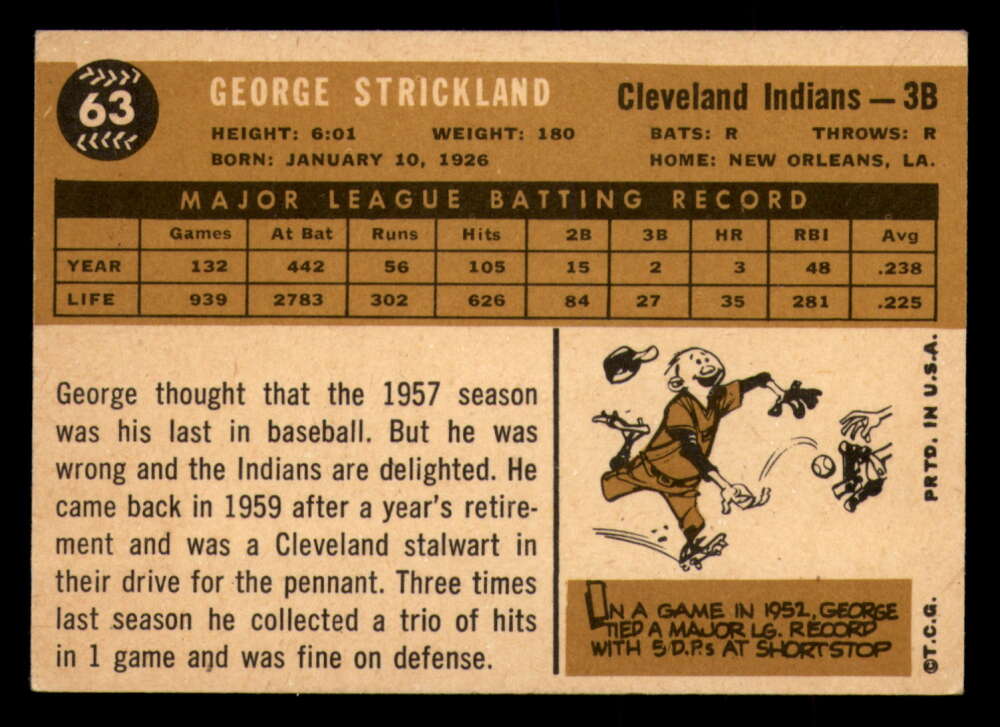 63
GEORGE STRICKLAND
Cleveland Indians — 3B
HEIGHT: 6:01 WEIGHT: 180 BATS: R THROWS: R
BORN: JANUARY 10, 1926 HOME: NEW ORLEANS, LA.
MAJOR LEAGUE BATTING RECORD
Games At Bat Runs Hits 2B 3B HR RBI Avg
YEAR 132 442 56 105 15 2 3 48 .238
LIFE 939 2783 302 626 84 27 35 281 .225
George thought that the 1957 season
was his last in baseball. But he was
wrong and the Indians are delighted. He
came back in 1959 after a year's retire-
ment and was a Cleveland stalwart in
their drive for the pennant. Three times
last season he collected a trio of hits
in 1 game and was fine on defense.
IN A GAME IN 1952, GEORGE
TIED A MAJOR LG. RECORD
WITH 5 D.P.s AT SHORTSTOP
©T.C.G. PRTD. IN U.S.A.